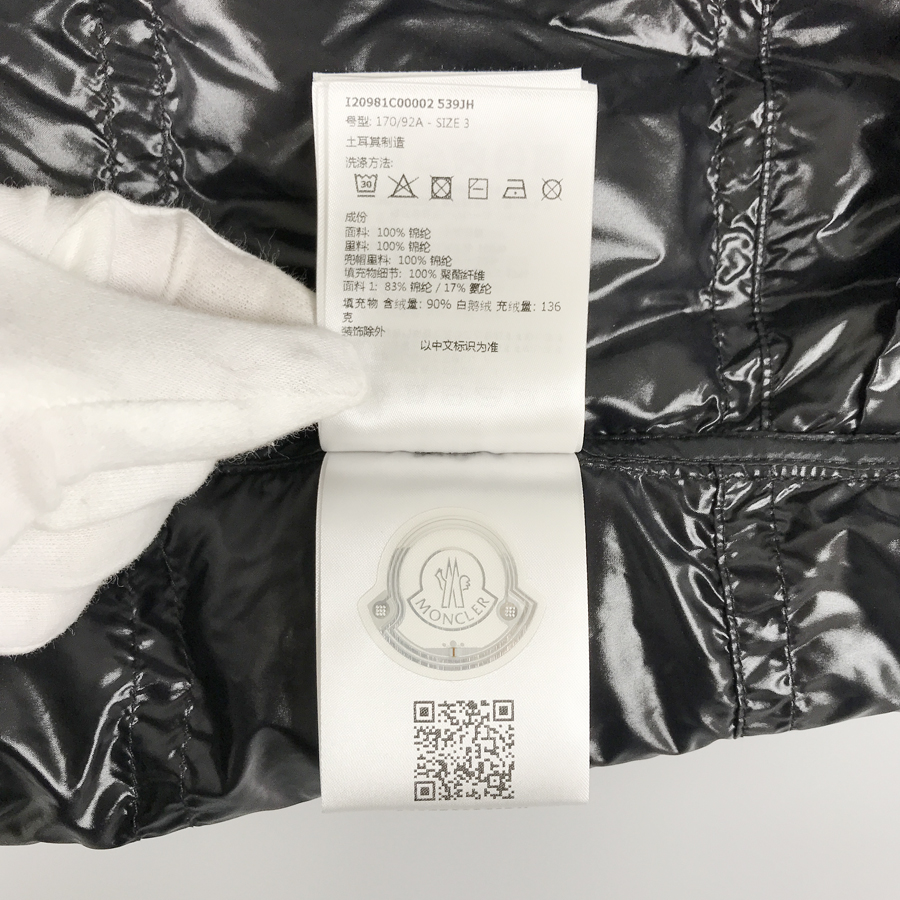 I20981C00002 539JH
号型: 170/92A - SIZE 3
土耳其制造
洗涤方法:
30
成份
面料: 100% 锦纶
里料: 100% 锦纶
兜帽里料: 100% 锦纶
填充物细节: 100% 聚酯纤维
面料 1: 83% 锦纶 / 17% 氨纶
填充物 含绒量: 90% 白鹅绒 充绒量: 136
克
装饰除外
以中文标识为准
MONCLER